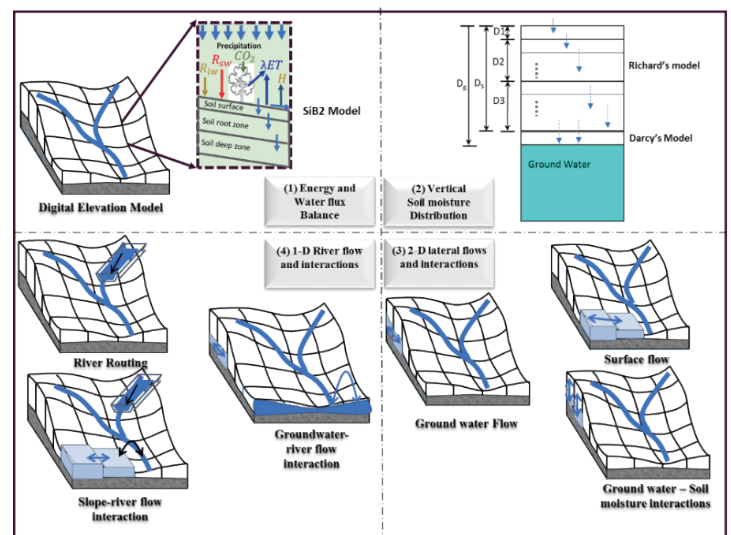 Precipitation
CO₂
R_lw
R_sw
λET
H
Soil surface
Soil root zone
Soil deep zone
SiB2 Model
Digital Elevation Model
D1
D2
D3
D_g
D_s
Richard's model
Darcy's Model
Ground Water
(1) Energy and
Water flux
Balance
(2) Vertical
Soil moisture
Distribution
(4) 1-D River flow
and interactions
(3) 2-D lateral flows
and interactions
River Routing
Slope-river flow
interaction
Groundwater-
river flow
interaction
Ground water Flow
Surface flow
Ground water – Soil
moisture interactions